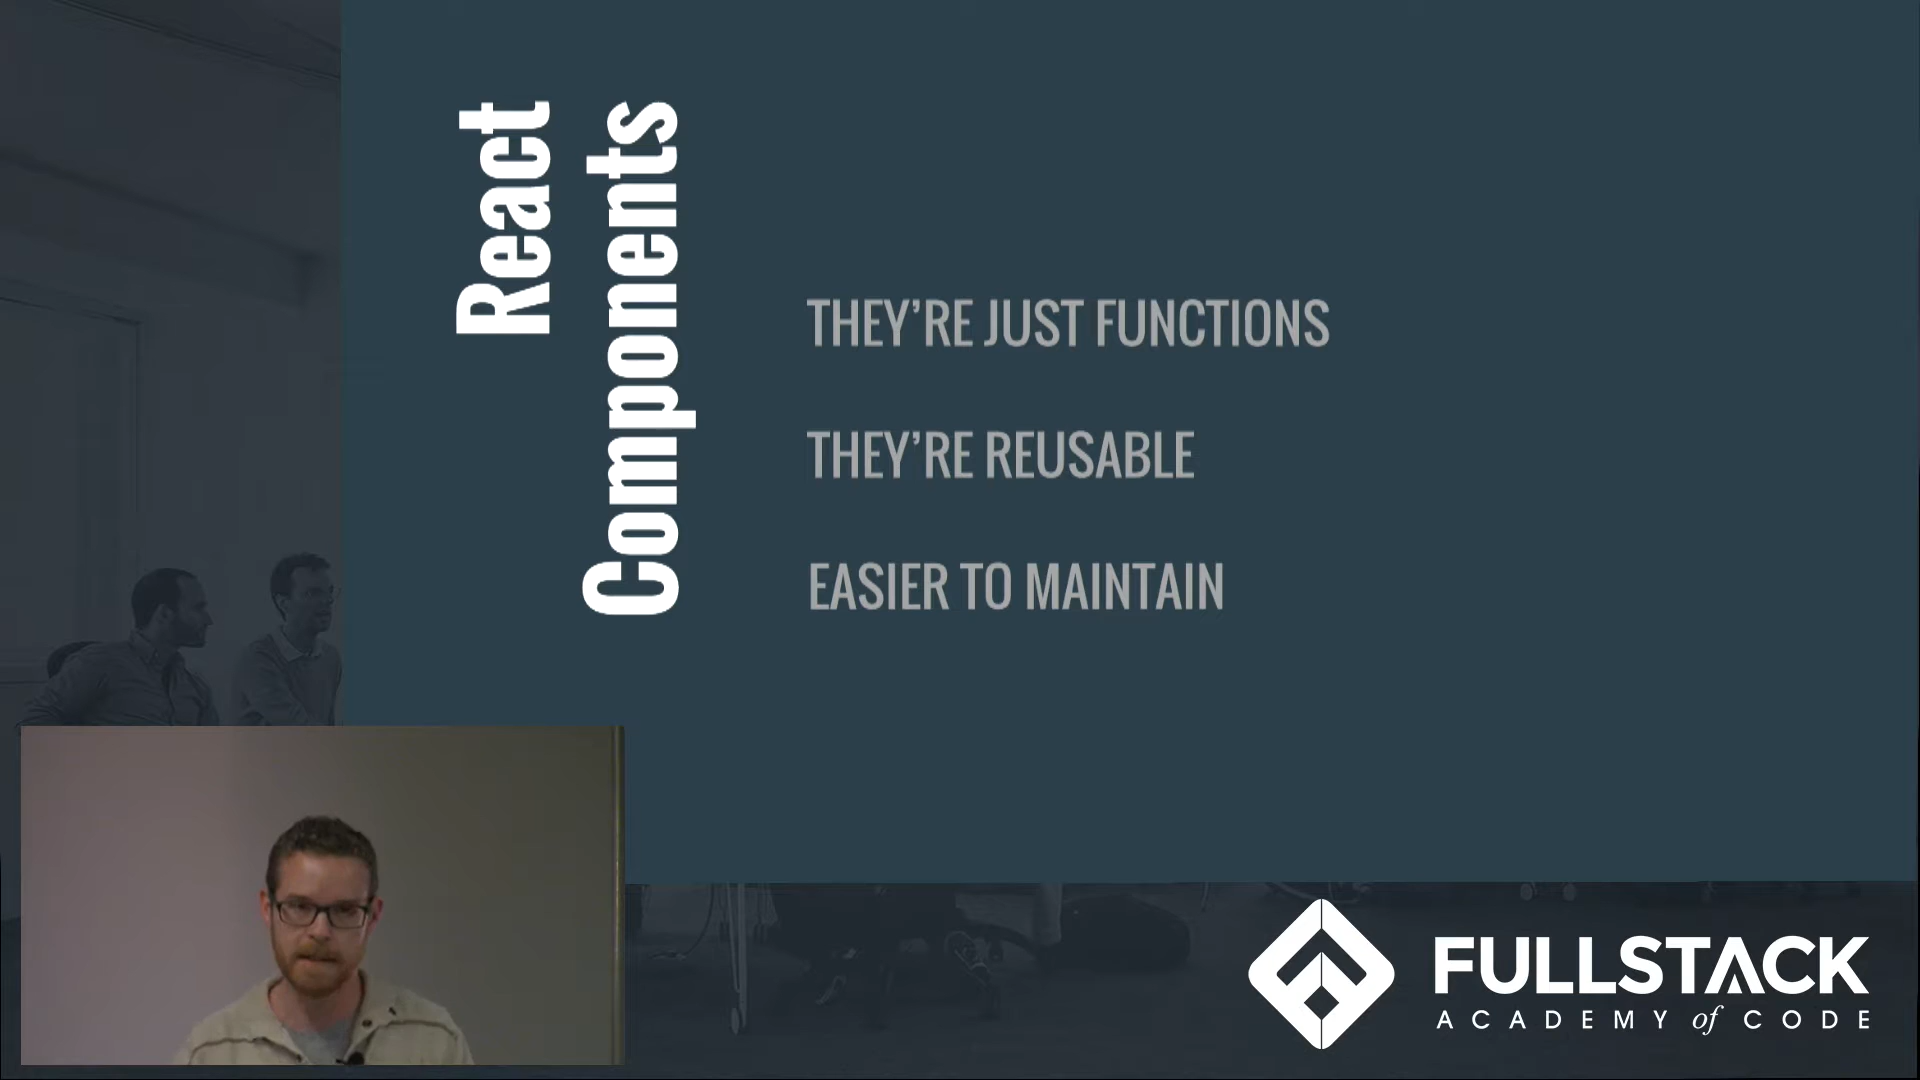 React
Components
THEY’RE JUST FUNCTIONS
THEY’RE REUSABLE
EASIER TO MAINTAIN
FULLSTACK
ACADEMY of CODE